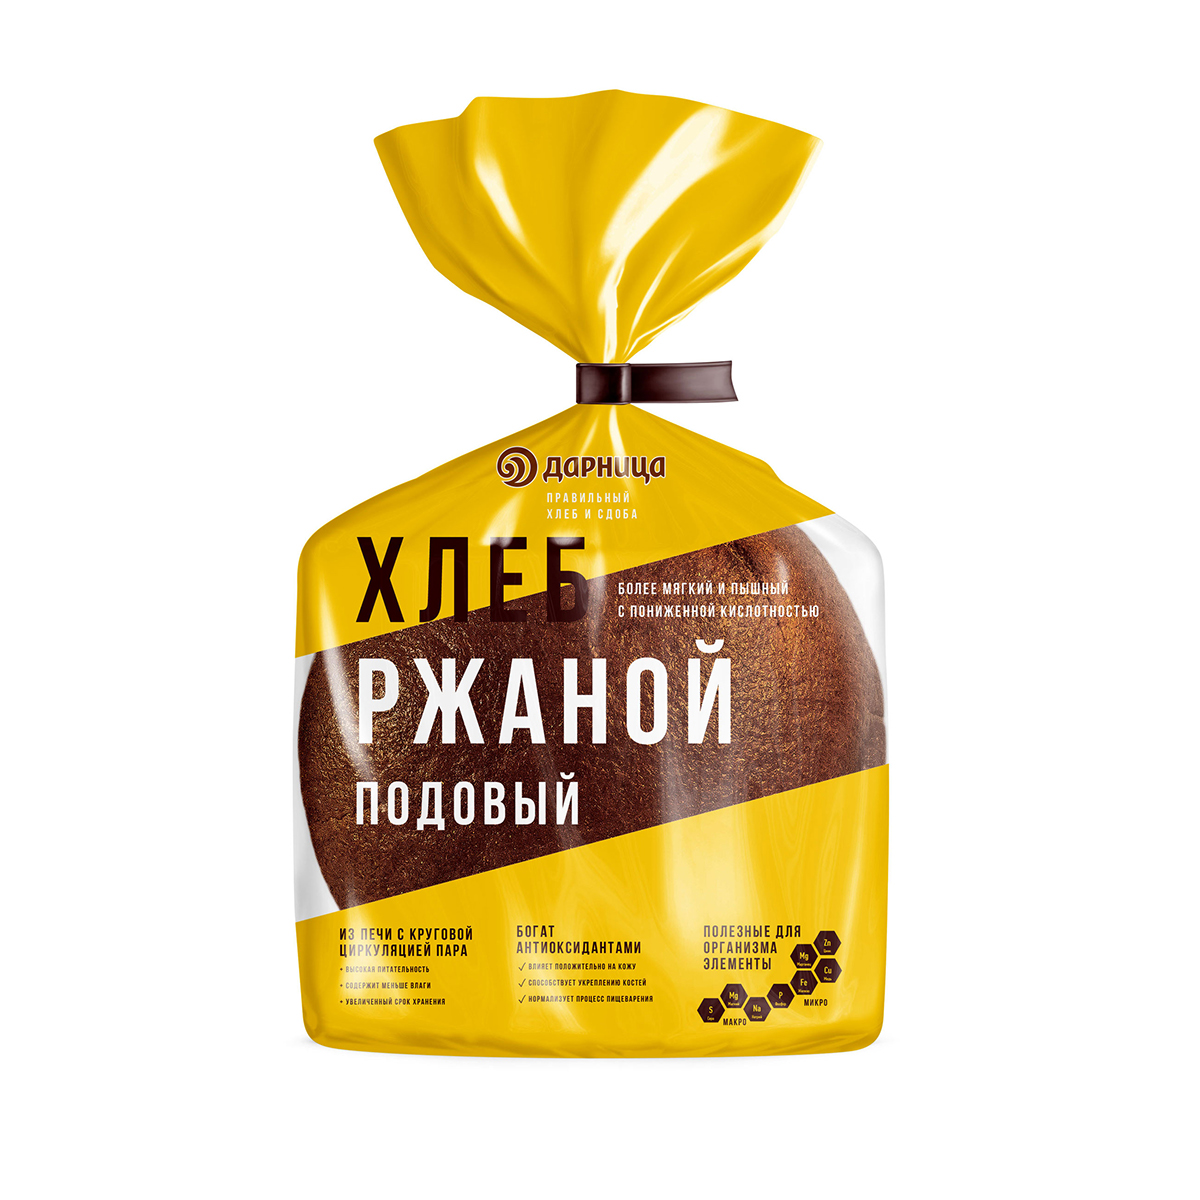 ДАРНИЦА
ПРАВИЛЬНЫЙ
ХЛЕБ И СДОБА
ХЛЕБ
БОЛЕЕ МЯГКИЙ И ПЫШНЫЙ
С ПОНИЖЕННОЙ КИСЛОТНОСТЬЮ
РЖАНОЙ
ПОДОВЫЙ
ИЗ ПЕЧИ С КРУГОВОЙ
ЦИРКУЛЯЦИЕЙ ПАРА
• ВЫСОКАЯ ПИТАТЕЛЬНОСТЬ
• СОДЕРЖИТ МЕНЬШЕ ВЛАГИ
• УВЕЛИЧЕННЫЙ СРОК ХРАНЕНИЯ
БОГАТ
АНТИОКСИДАНТАМИ
✓ ВЛИЯЕТ ПОЛОЖИТЕЛЬНО НА КОЖУ
✓ СПОСОБСТВУЕТ УКРЕПЛЕНИЮ КОСТЕЙ
✓ НОРМАЛИЗУЕТ ПРОЦЕСС ПИЩЕВАРЕНИЯ
ПОЛЕЗНЫЕ ДЛЯ
ОРГАНИЗМА
ЭЛЕМЕНТЫ
Zn
Mg
Cu
Fe
P
Mg
Na
S
МИКРО
МАКРО